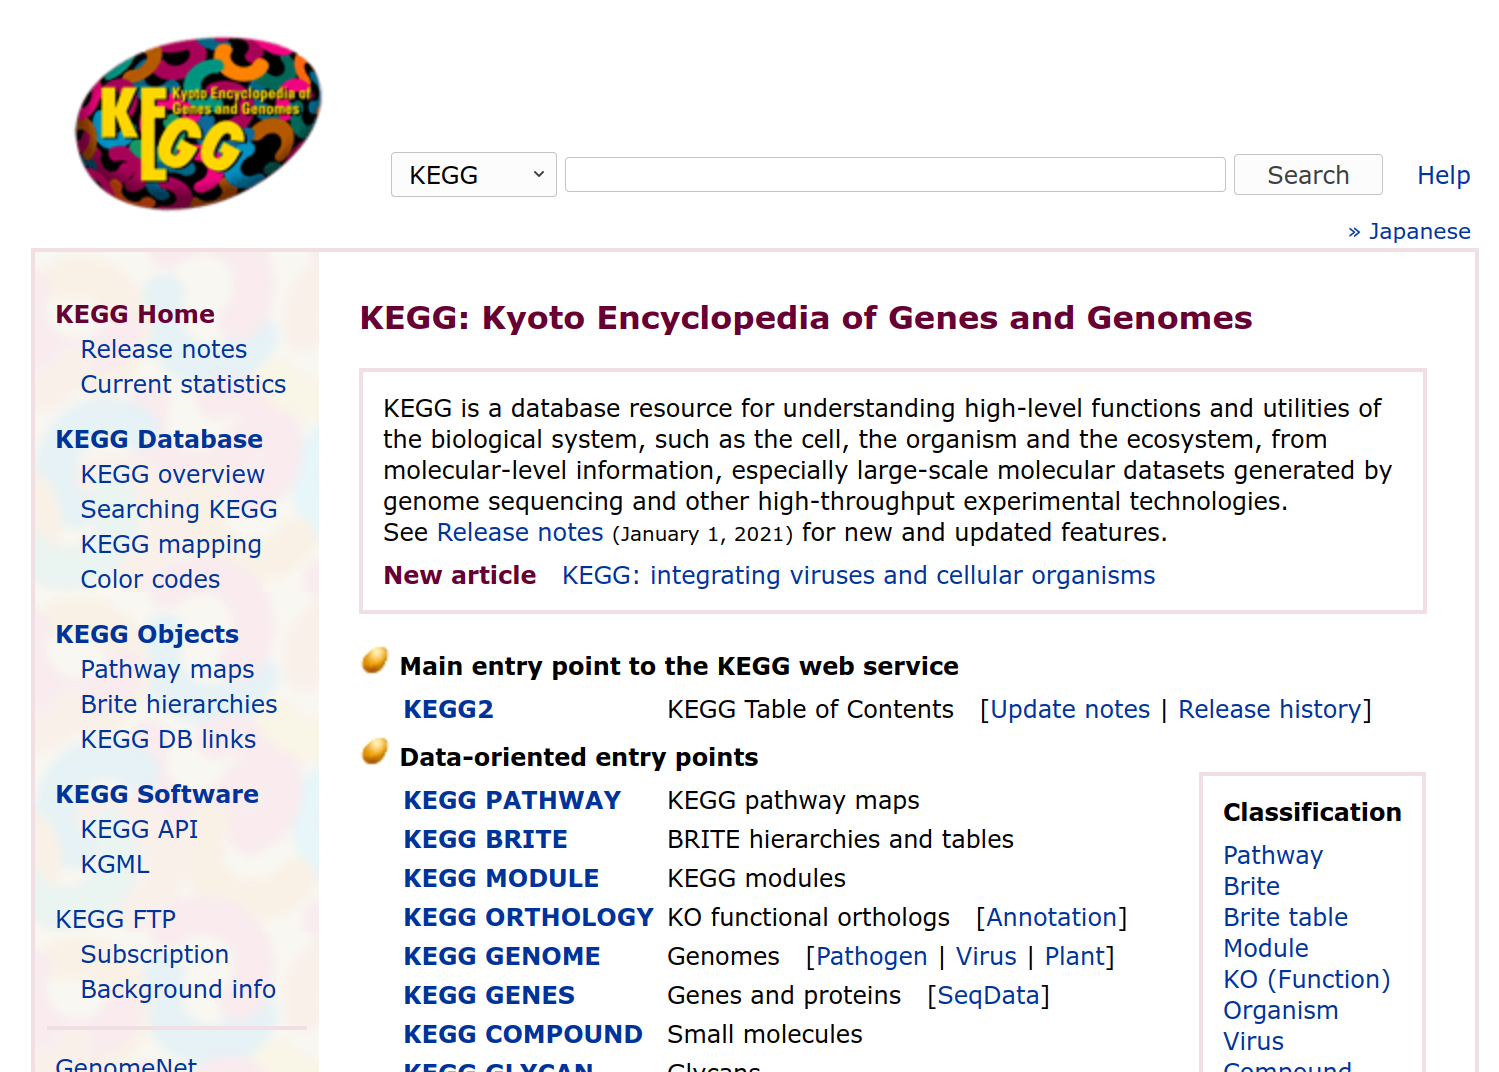 KEGG
Kyoto Encyclopedia of
Genes and Genomes
KEGG
Search
Help
» Japanese
KEGG Home
Release notes
Current statistics
KEGG Database
KEGG overview
Searching KEGG
KEGG mapping
Color codes
KEGG Objects
Pathway maps
Brite hierarchies
KEGG DB links
KEGG Software
KEGG API
KGML
KEGG FTP
Subscription
Background info
GenomeNet
KEGG: Kyoto Encyclopedia of Genes and Genomes
KEGG is a database resource for understanding high-level functions and utilities of
the biological system, such as the cell, the organism and the ecosystem, from
molecular-level information, especially large-scale molecular datasets generated by
genome sequencing and other high-throughput experimental technologies.
See Release notes (January 1, 2021) for new and updated features.
New article KEGG: integrating viruses and cellular organisms
Main entry point to the KEGG web service
KEGG2 KEGG Table of Contents [Update notes | Release history]
Data-oriented entry points
KEGG PATHWAY KEGG pathway maps
KEGG BRITE BRITE hierarchies and tables
KEGG MODULE KEGG modules
KEGG ORTHOLOGY KO functional orthologs [Annotation]
KEGG GENOME Genomes [Pathogen | Virus | Plant]
KEGG GENES Genes and proteins [SeqData]
KEGG COMPOUND Small molecules
KEGG GLYCAN Glycans
Classification
Pathway
Brite
Brite table
Module
KO (Function)
Organism
Virus
Compound